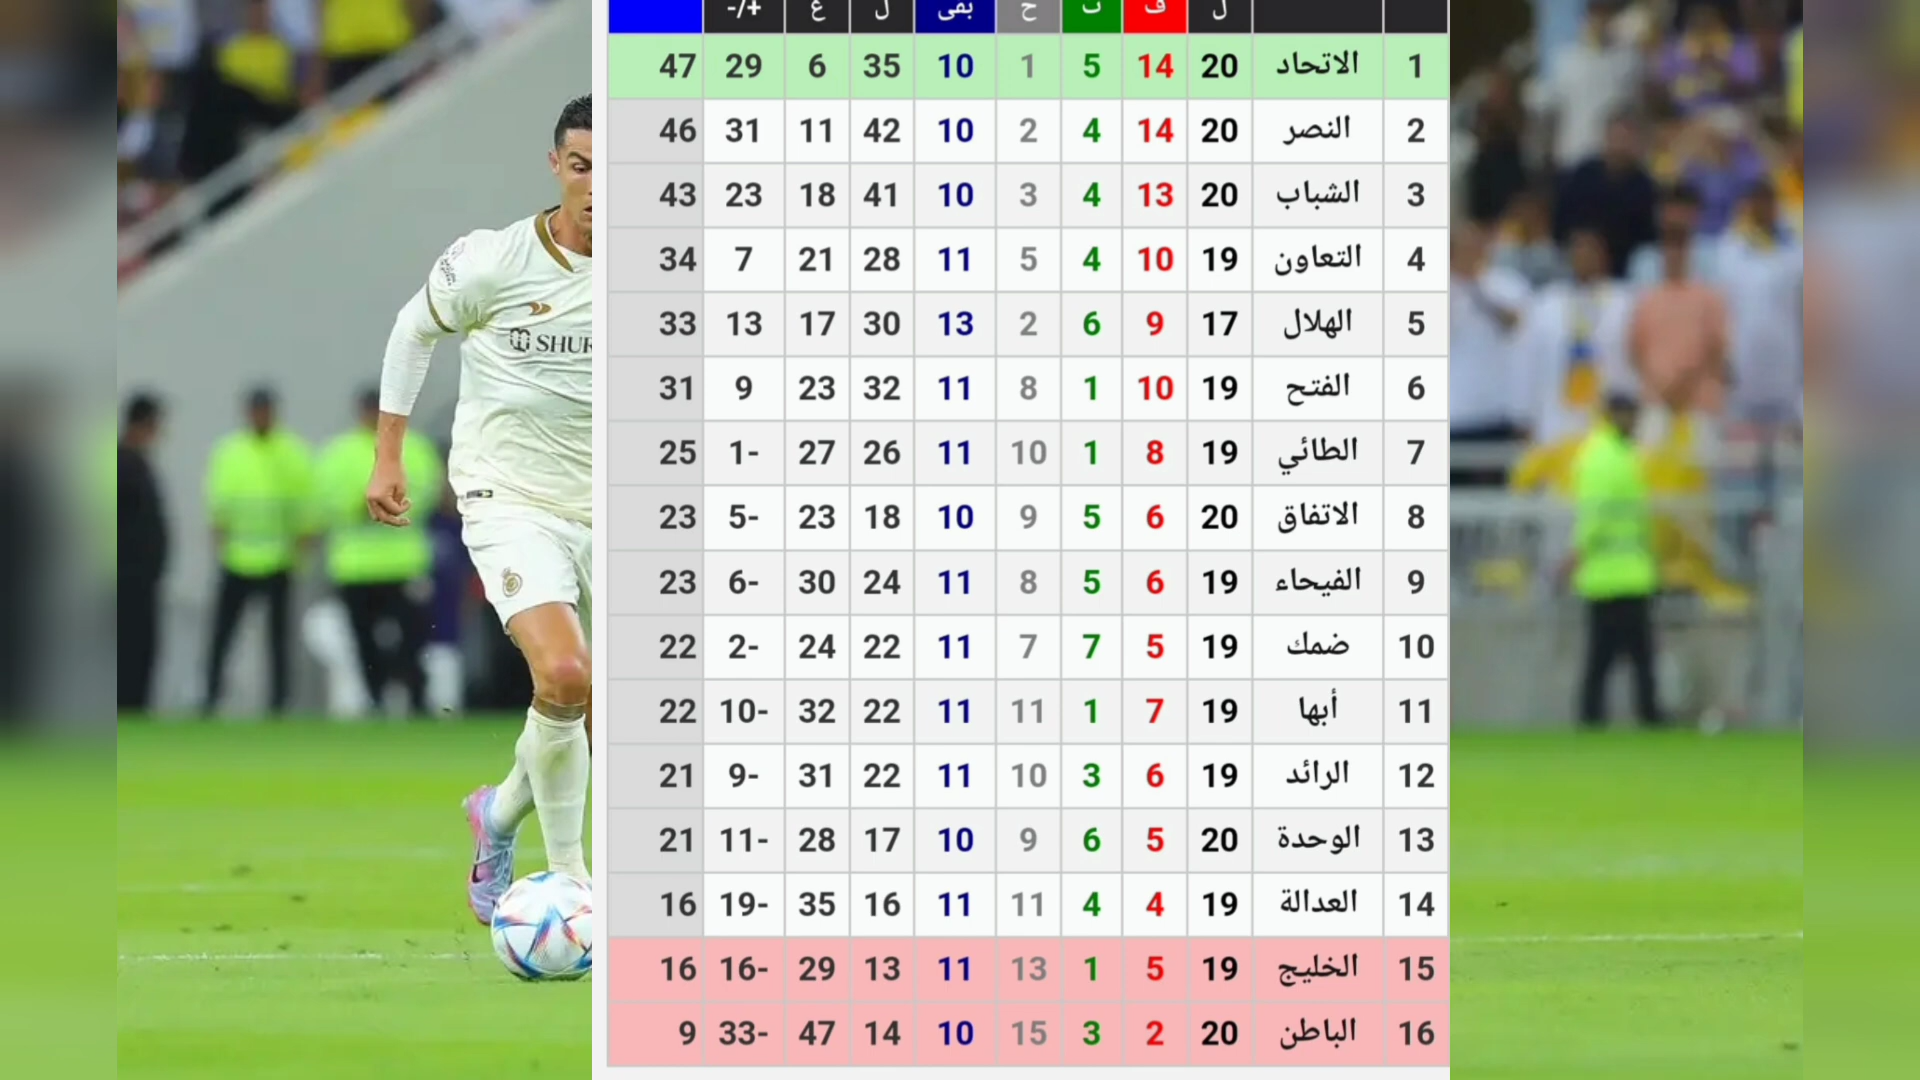 ل ف بقى ل +/-
1 الاتحاد 20 14 5 1 10 35 6 29 47
2 النصر 20 14 4 2 10 42 11 31 46
3 الشباب 20 13 4 3 10 41 18 23 43
4 التعاون 19 10 4 5 11 28 21 7 34
5 الهلال 17 9 6 2 13 30 17 13 33
6 الفتح 19 10 1 8 11 32 23 9 31
7 الطائي 19 8 1 10 11 26 27 -1 25
8 الاتفاق 20 6 5 9 10 18 23 -5 23
9 الفيحاء 19 6 5 8 11 24 30 -6 23
10 ضمك 19 5 7 7 11 22 24 -2 22
11 أبها 19 7 1 11 11 22 32 -10 22
12 الرائد 19 6 3 10 11 22 31 -9 21
13 الوحدة 20 5 6 9 10 17 28 -11 21
14 العدالة 19 4 4 11 11 16 35 -19 16
15 الخليج 19 5 1 13 11 13 29 -16 16
16 الباطن 20 2 3 15 10 14 47 -33 9
SHUR